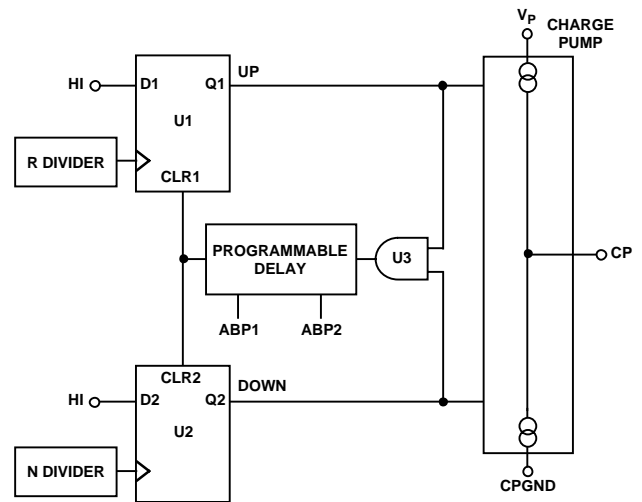 VP
CHARGE
PUMP
HI
D1
Q1
UP
U1
R DIVIDER
CLR1
PROGRAMMABLE
DELAY
U3
CP
ABP1
ABP2
CLR2
DOWN
HI
D2
Q2
U2
N DIVIDER
CPGND